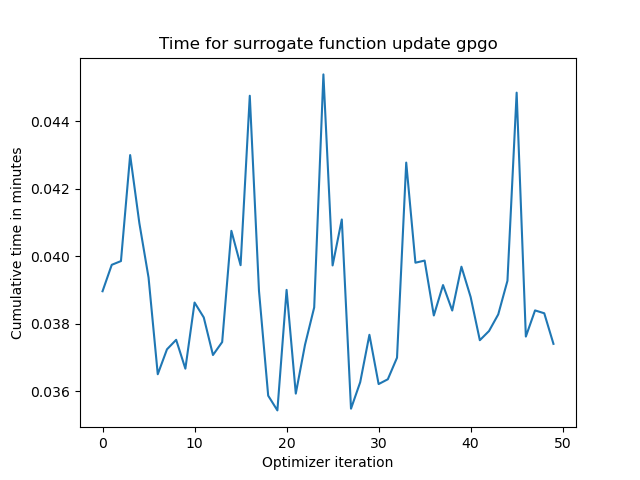 Time for surrogate function update gpgo
Cumulative time in minutes
0.044
0.042
0.040
0.038
0.036
0 10 20 30 40 50
Optimizer iteration